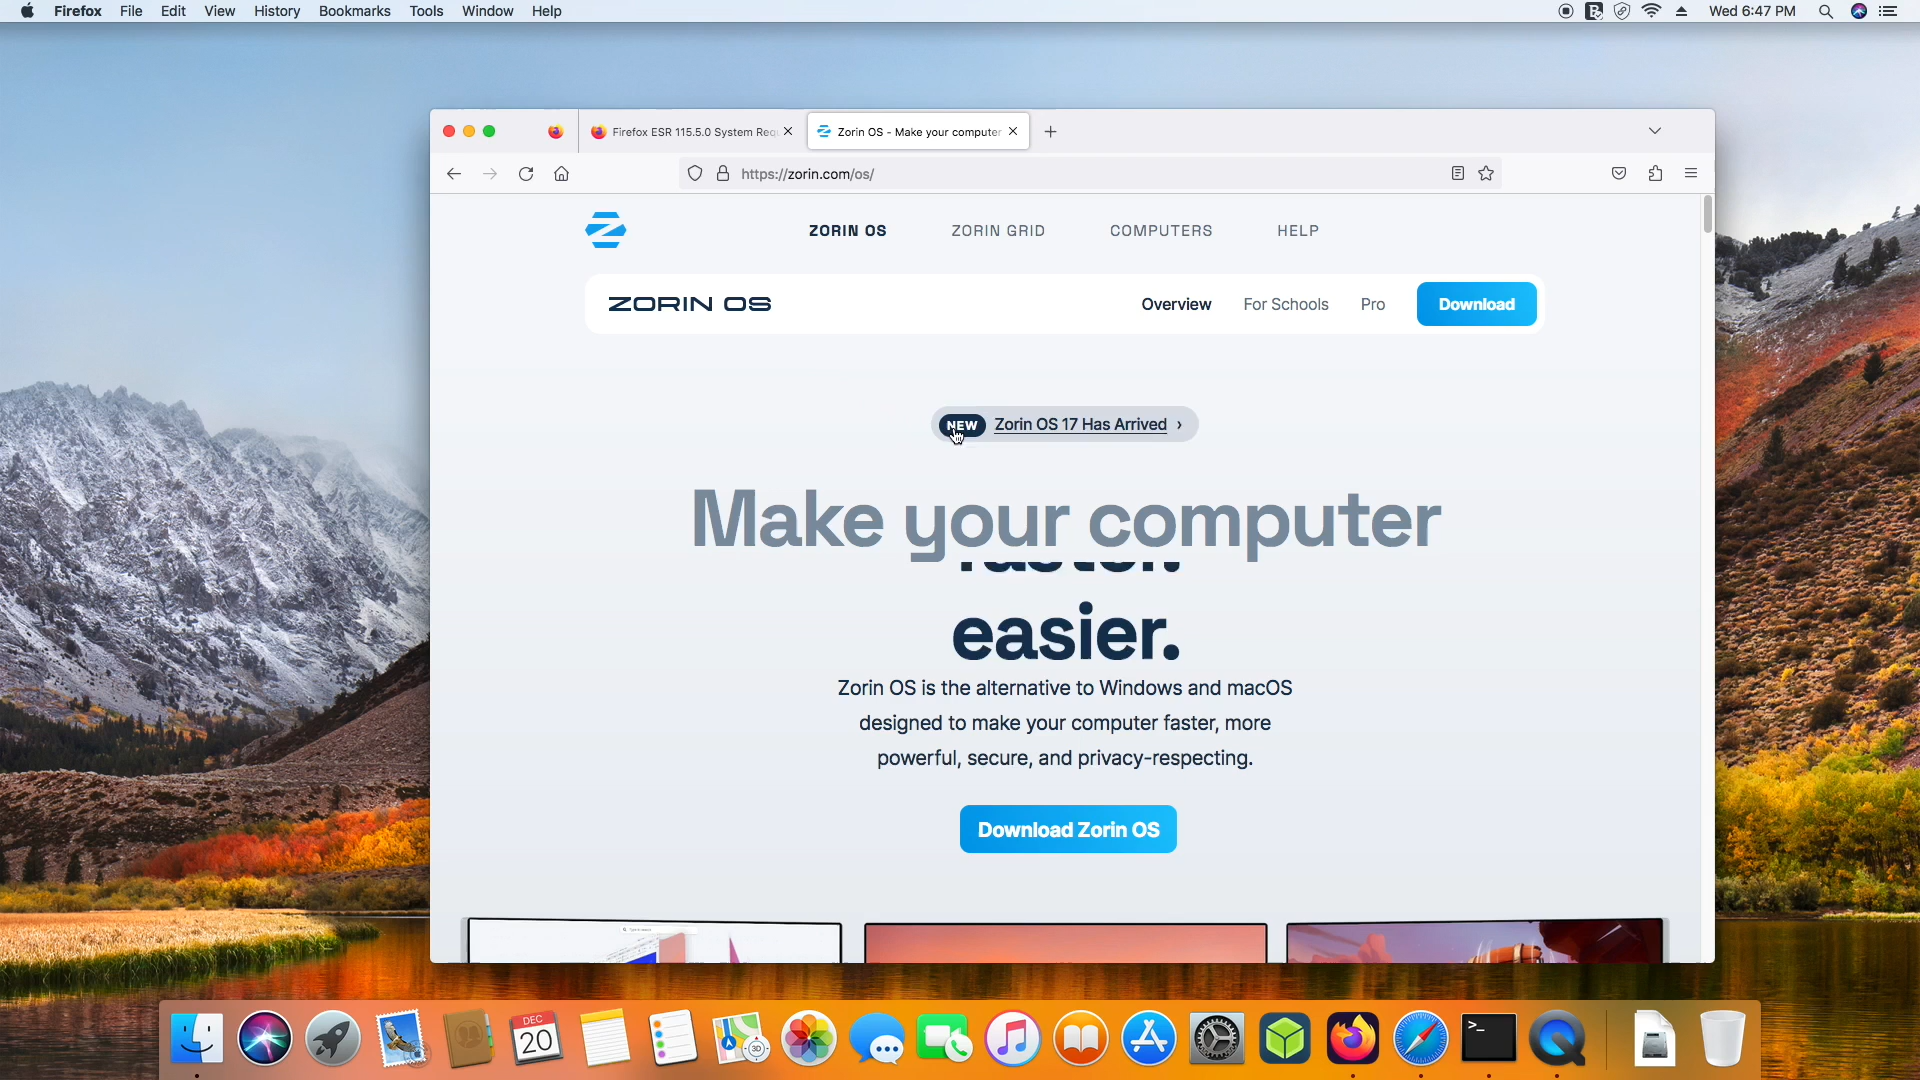 Firefox File Edit View History Bookmarks Tools Window Help
Wed 6:47 PM
Firefox ESR 115.5.0 System Requ
Zorin OS - Make your computer
https://zorin.com/os/
ZORIN OS
ZORIN GRID
COMPUTERS
HELP
ZORIN OS
Overview
For Schools
Pro
Download
NEW Zorin OS 17 Has Arrived ›
Make your computer
faster.
easier.
Zorin OS is the alternative to Windows and macOS
designed to make your computer faster, more
powerful, secure, and privacy-respecting.
Download Zorin OS
DEC
20
3D
>_